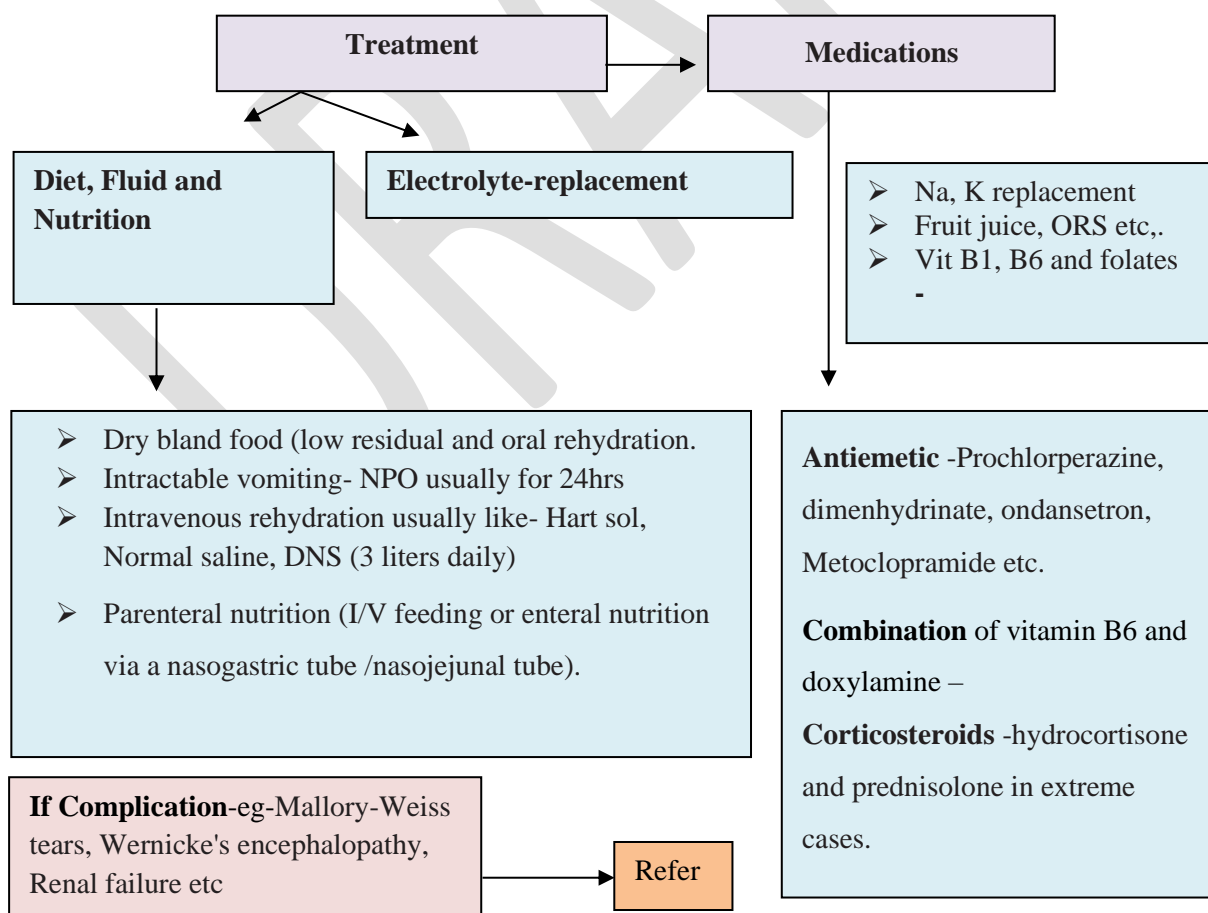 Treatment
Medications
Diet, Fluid and
Nutrition
Electrolyte-replacement
➢ Na, K replacement
➢ Fruit juice, ORS etc,.
➢ Vit B1, B6 and folates
-
➢ Dry bland food (low residual and oral rehydration.
➢ Intractable vomiting- NPO usually for 24hrs
➢ Intravenous rehydration usually like- Hart sol,
Normal saline, DNS (3 liters daily)
➢ Parenteral nutrition (I/V feeding or enteral nutrition
via a nasogastric tube /nasojejunal tube).
Antiemetic -Prochlorperazine,
dimenhydrinate, ondansetron,
Metoclopramide etc.
Combination of vitamin B6 and
doxylamine –
Corticosteroids -hydrocortisone
and prednisolone in extreme
cases.
If Complication-eg-Mallory-Weiss
tears, Wernicke's encephalopathy,
Renal failure etc
Refer